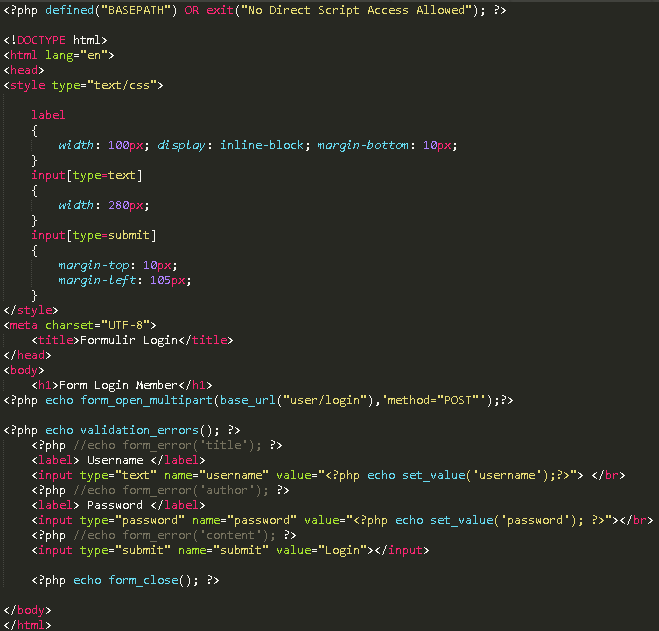 <?php defined("BASEPATH") OR exit("No Direct Script Access Allowed"); ?>
<!DOCTYPE html>
<html lang="en">
<head>
<style type="text/css">
label
{
width: 100px; display: inline-block; margin-bottom: 10px;
}
input[type=text]
{
width: 280px;
}
input[type=submit]
{
margin-top: 10px;
margin-left: 105px;
}
</style>
<meta charset="UTF-8">
<title>Formulir Login</title>
</head>
<body>
<h1>Form Login Member</h1>
<?php echo form_open_multipart(base_url("user/login"),'method="POST"');?>
<?php echo validation_errors(); ?>
<?php //echo form_error('title'); ?>
<label> Username </label>
<input type="text" name="username" value="<?php echo set_value('username');?>"> </br>
<?php //echo form_error('author'); ?>
<label> Password </label>
<input type="password" name="password" value="<?php echo set_value('password'); ?>"></br>
<?php //echo form_error('content'); ?>
<input type="submit" name="submit" value="Login"></input>
<?php echo form_close(); ?>
</body>
</html>